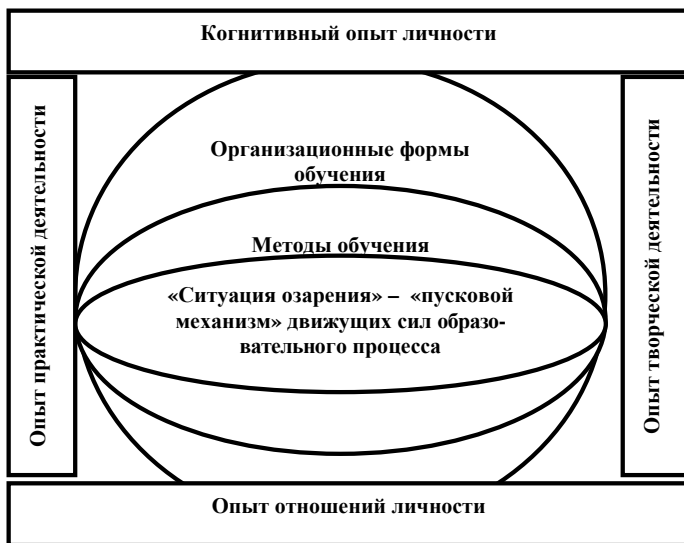 Когнитивный опыт личности
Опыт практической деятельности
Организационные формы
обучения
Методы обучения
«Ситуация озарения» – «пусковой
механизм» движущих сил образо-
вательного процесса
Опыт творческой деятельности
Опыт отношений личности